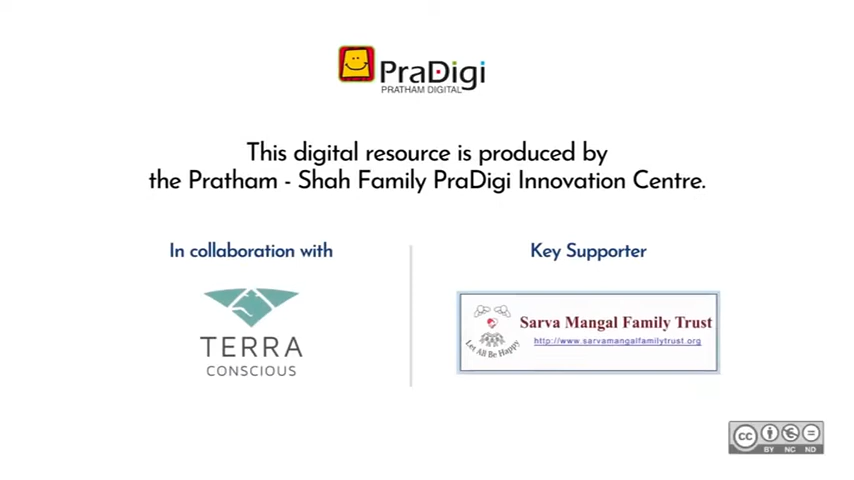 PraDigi
PRATHAM DIGITAL
This digital resource is produced by
the Pratham - Shah Family PraDigi Innovation Centre.
In collaboration with
TERRA
CONSCIOUS
Key Supporter
Sarva Mangal Family Trust
http://www.sarvamangalfamilytrust.org
Let All Be Happy
cc
BY NC ND